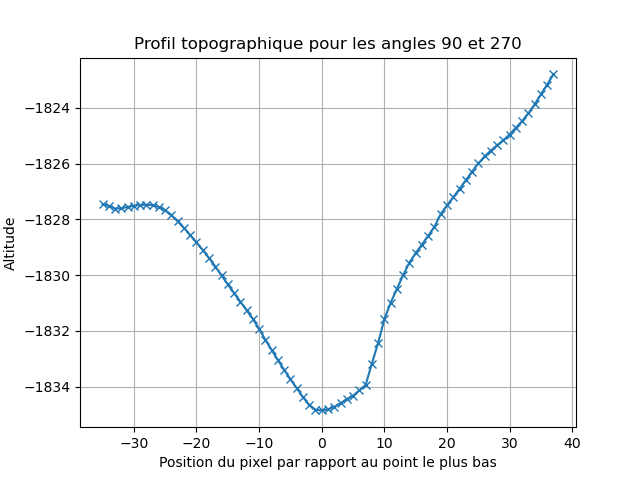 Profil topographique pour les angles 90 et 270
−1824
−1826
−1828
−1830
−1832
−1834
Altitude
−30 −20 −10 0 10 20 30 40
Position du pixel par rapport au point le plus bas